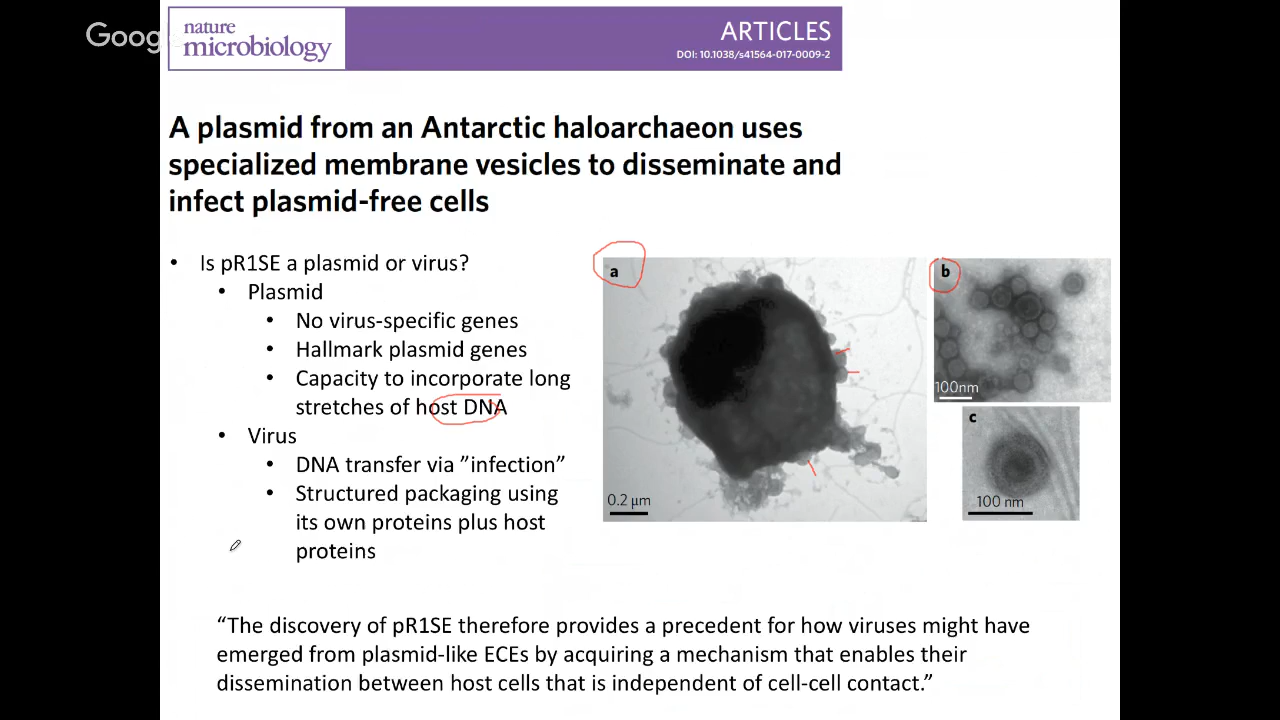 Goog
nature
microbiology
ARTICLES
DOI: 10.1038/s41564-017-0009-2
A plasmid from an Antarctic haloarchaeon uses
specialized membrane vesicles to disseminate and
infect plasmid-free cells
• Is pR1SE a plasmid or virus?
• Plasmid
• No virus-specific genes
• Hallmark plasmid genes
• Capacity to incorporate long
stretches of host DNA
• Virus
• DNA transfer via ”infection”
• Structured packaging using
its own proteins plus host
proteins
a
0.2 µm
b
100nm
c
100 nm
“The discovery of pR1SE therefore provides a precedent for how viruses might have
emerged from plasmid-like ECEs by acquiring a mechanism that enables their
dissemination between host cells that is independent of cell-cell contact.”